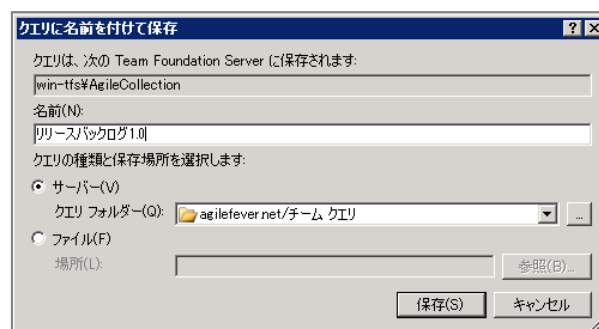 クエリに名前を付けて保存
クエリは、次の Team Foundation Server に保存されます:
win-tfs¥AgileCollection
名前(N):
リリースバックログ1.0
クエリの種類と保存場所を選択します:
サーバー(V)
クエリ フォルダー(Q): agilefever.net/チーム クエリ ...
ファイル(F)
場所(L): 参照(B)...
保存(S) キャンセル